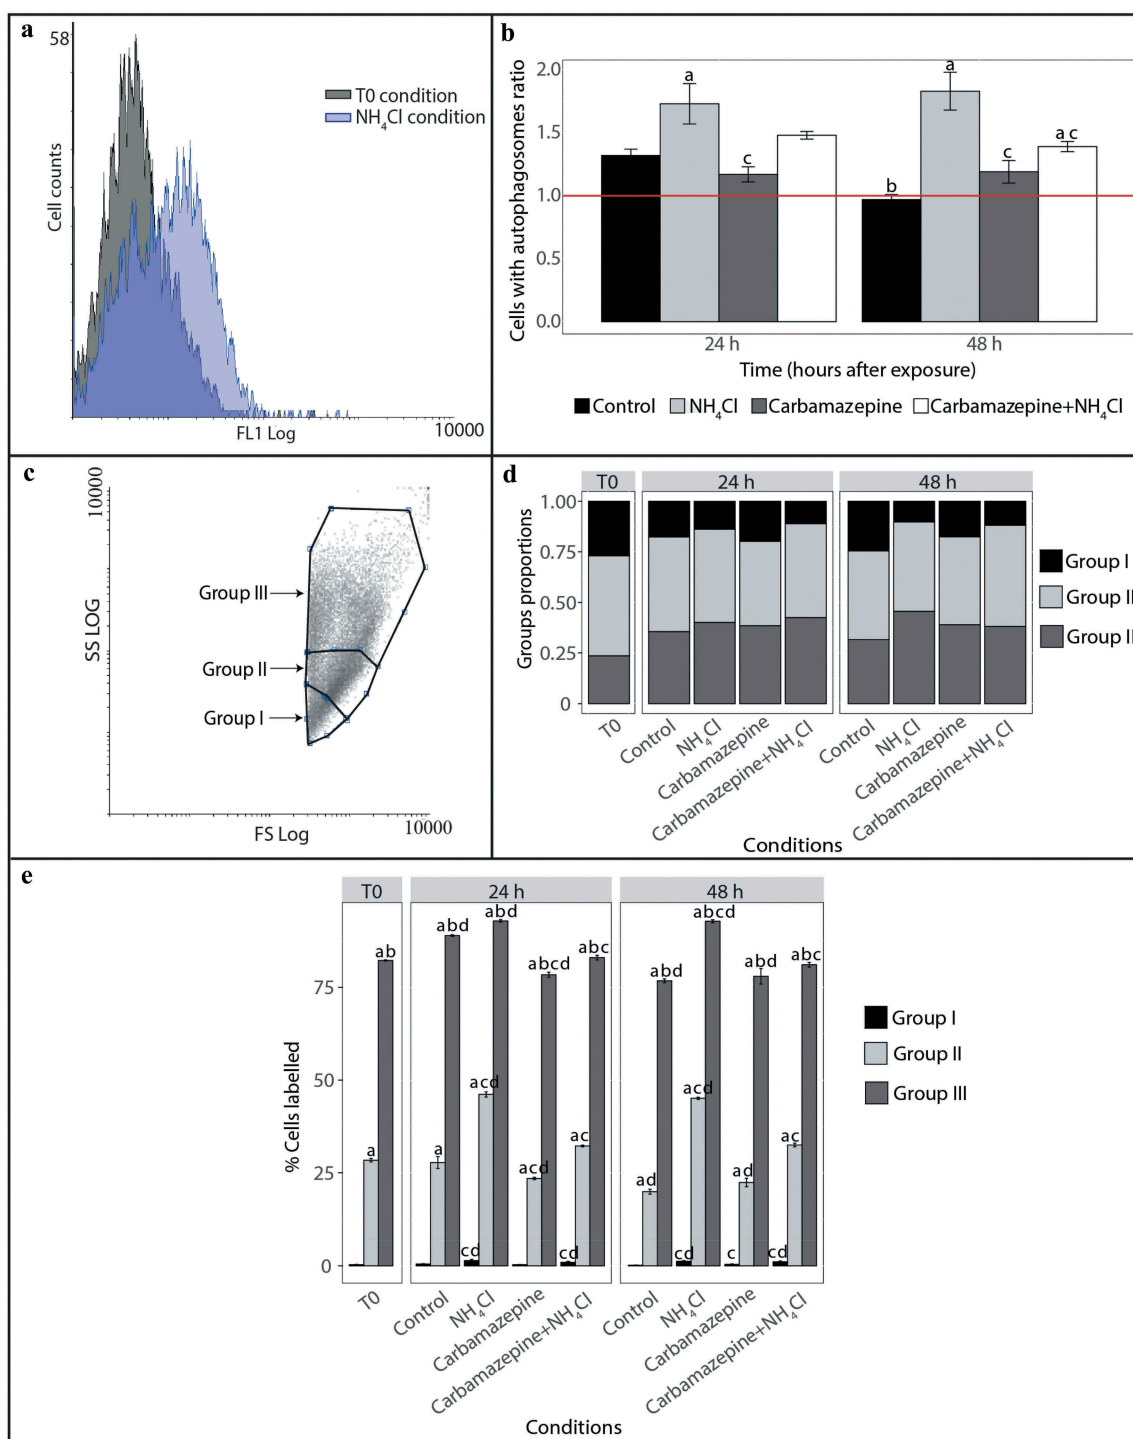 a
58
Cell counts
T0 condition
NH4Cl condition
FL1 Log
10000
b
Cells with autophagosomes ratio
2.0
1.5
1.0
0.5
0.0
a
c
b
a
c
a c
24 h
48 h
Time (hours after exposure)
Control
NH4Cl
Carbamazepine
Carbamazepine+NH4Cl
c
10000
SS LOG
Group III
Group II
Group I
FS Log
10000
d
Groups proportions
T0
24 h
48 h
1.00
0.75
0.50
0.25
0
Group I
Group II
Group II
T0
Control
NH4Cl
Carbamazepine
Carbamazepine+NH4Cl
Control
NH4Cl
Carbamazepine
Carbamazepine+NH4Cl
Conditions
e
% Cells labelled
T0
24 h
48 h
75
50
25
0
a
ab
a
abd
cd
acd
abd
acd
abcd
cd
ac
abc
ad
abd
cd
acd
abcd
c
ad
abd
cd
ac
abc
Group I
Group II
Group III
T0
Control
NH4Cl
Carbamazepine
Carbamazepine+NH4Cl
Control
NH4Cl
Carbamazepine
Carbamazepine+NH4Cl
Conditions